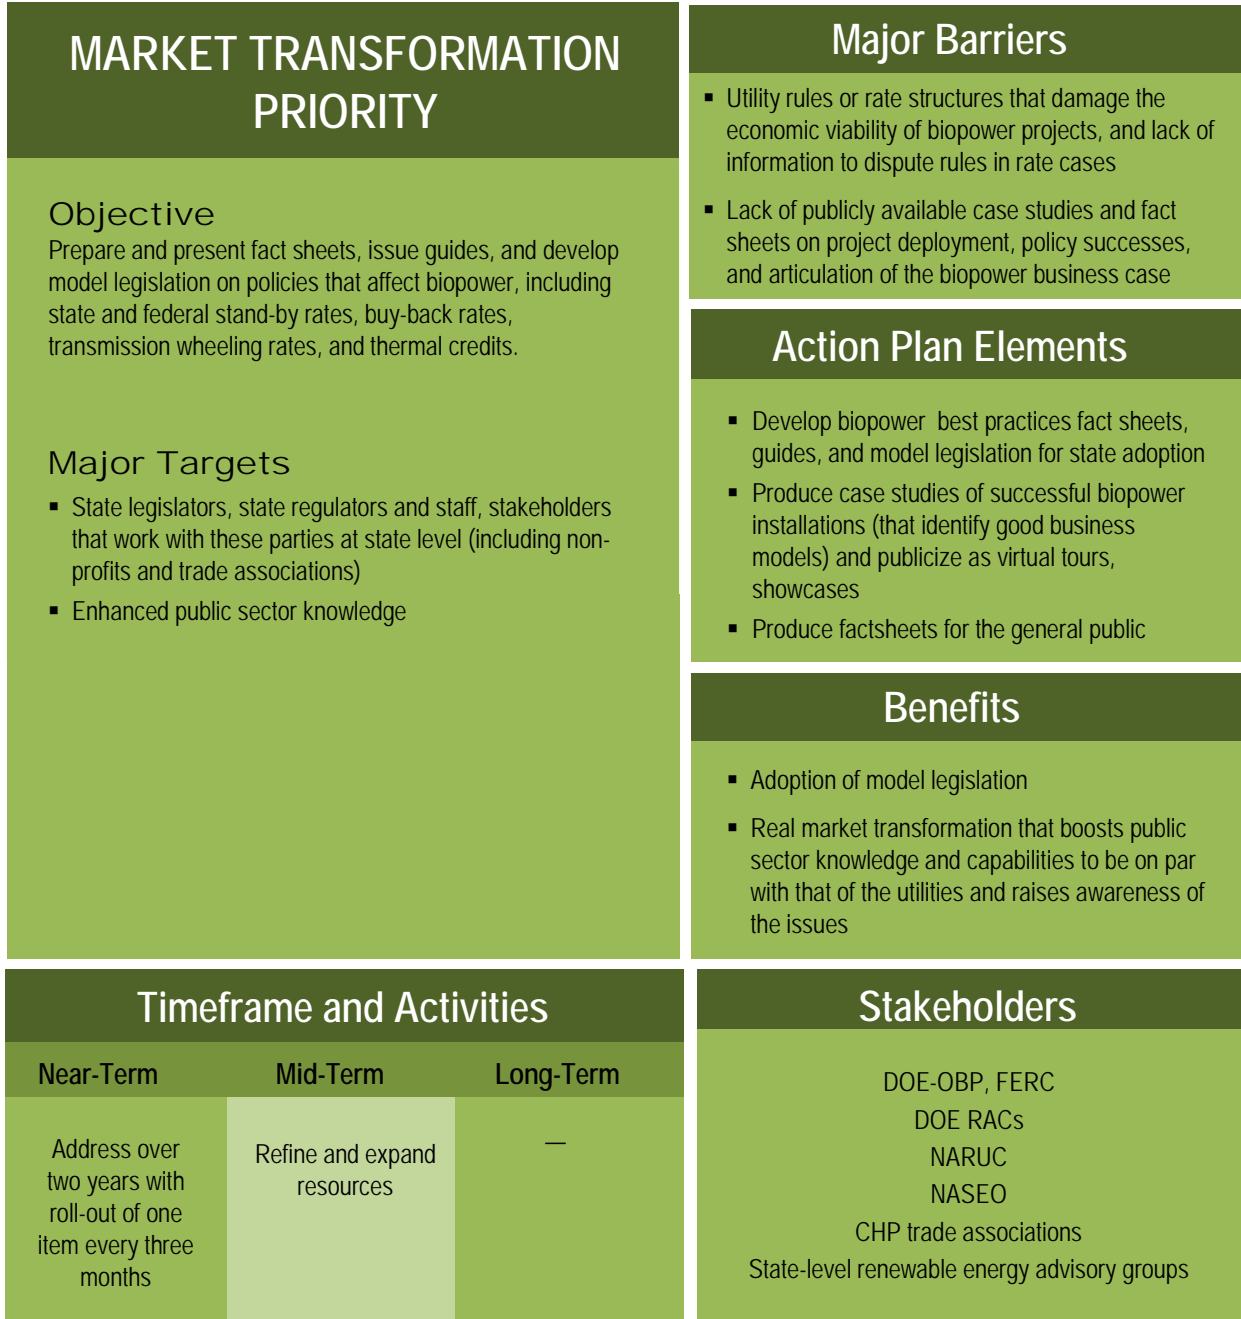 MARKET TRANSFORMATION
PRIORITY
Objective
Prepare and present fact sheets, issue guides, and develop
model legislation on policies that affect biopower, including
state and federal stand-by rates, buy-back rates,
transmission wheeling rates, and thermal credits.
Major Targets
▪ State legislators, state regulators and staff, stakeholders
that work with these parties at state level (including non-
profits and trade associations)
▪ Enhanced public sector knowledge
Major Barriers
▪ Utility rules or rate structures that damage the
economic viability of biopower projects, and lack of
information to dispute rules in rate cases
▪ Lack of publicly available case studies and fact
sheets on project deployment, policy successes,
and articulation of the biopower business case
Action Plan Elements
▪ Develop biopower  best practices fact sheets,
guides, and model legislation for state adoption
▪ Produce case studies of successful biopower
installations (that identify good business
models) and publicize as virtual tours,
showcases
▪ Produce factsheets for the general public
Benefits
▪ Adoption of model legislation
▪ Real market transformation that boosts public
sector knowledge and capabilities to be on par
with that of the utilities and raises awareness of
the issues
Timeframe and Activities
Near-Term
Mid-Term
Long-Term
Address over
two years with
roll-out of one
item every three
months
Refine and expand
resources
—
Stakeholders
DOE-OBP, FERC
DOE RACs
NARUC
NASEO
CHP trade associations
State-level renewable energy advisory groups